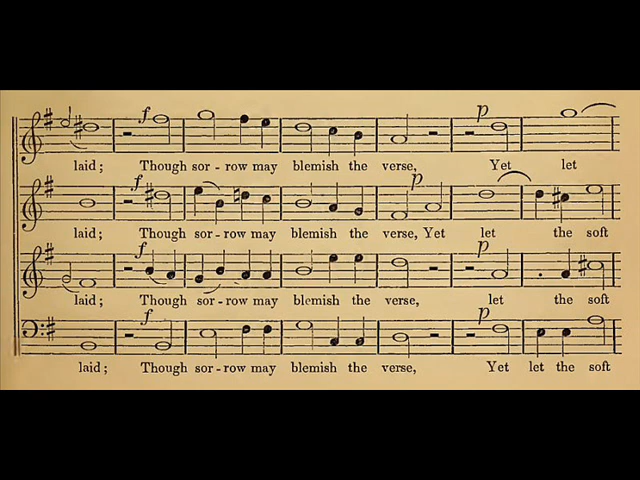 f p
laid; Though sor-row may blemish the verse, Yet let
f p
laid; Though sor-row may blemish the verse, Yet let the soft
f p
laid; Though sor-row may blemish the verse, let the soft
f p
laid; Though sor-row may blemish the verse, Yet let the soft